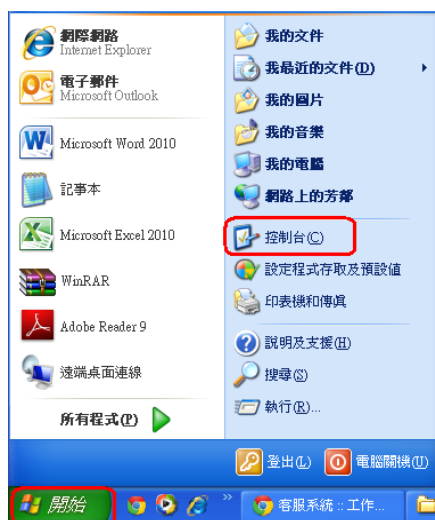 網際網路
Internet Explorer
電子郵件
Microsoft Outlook
Microsoft Word 2010
記事本
Microsoft Excel 2010
WinRAR
Adobe Reader 9
遠端桌面連線
所有程式(P)
我的文件
我最近的文件(D)
我的圖片
我的音樂
我的電腦
網路上的芳鄰
控制台(C)
設定程式存取及預設值
印表機和傳真
說明及支援(H)
搜尋(S)
執行(R)...
登出(L)
電腦關機(U)
開始
客服系統 :: 工作...